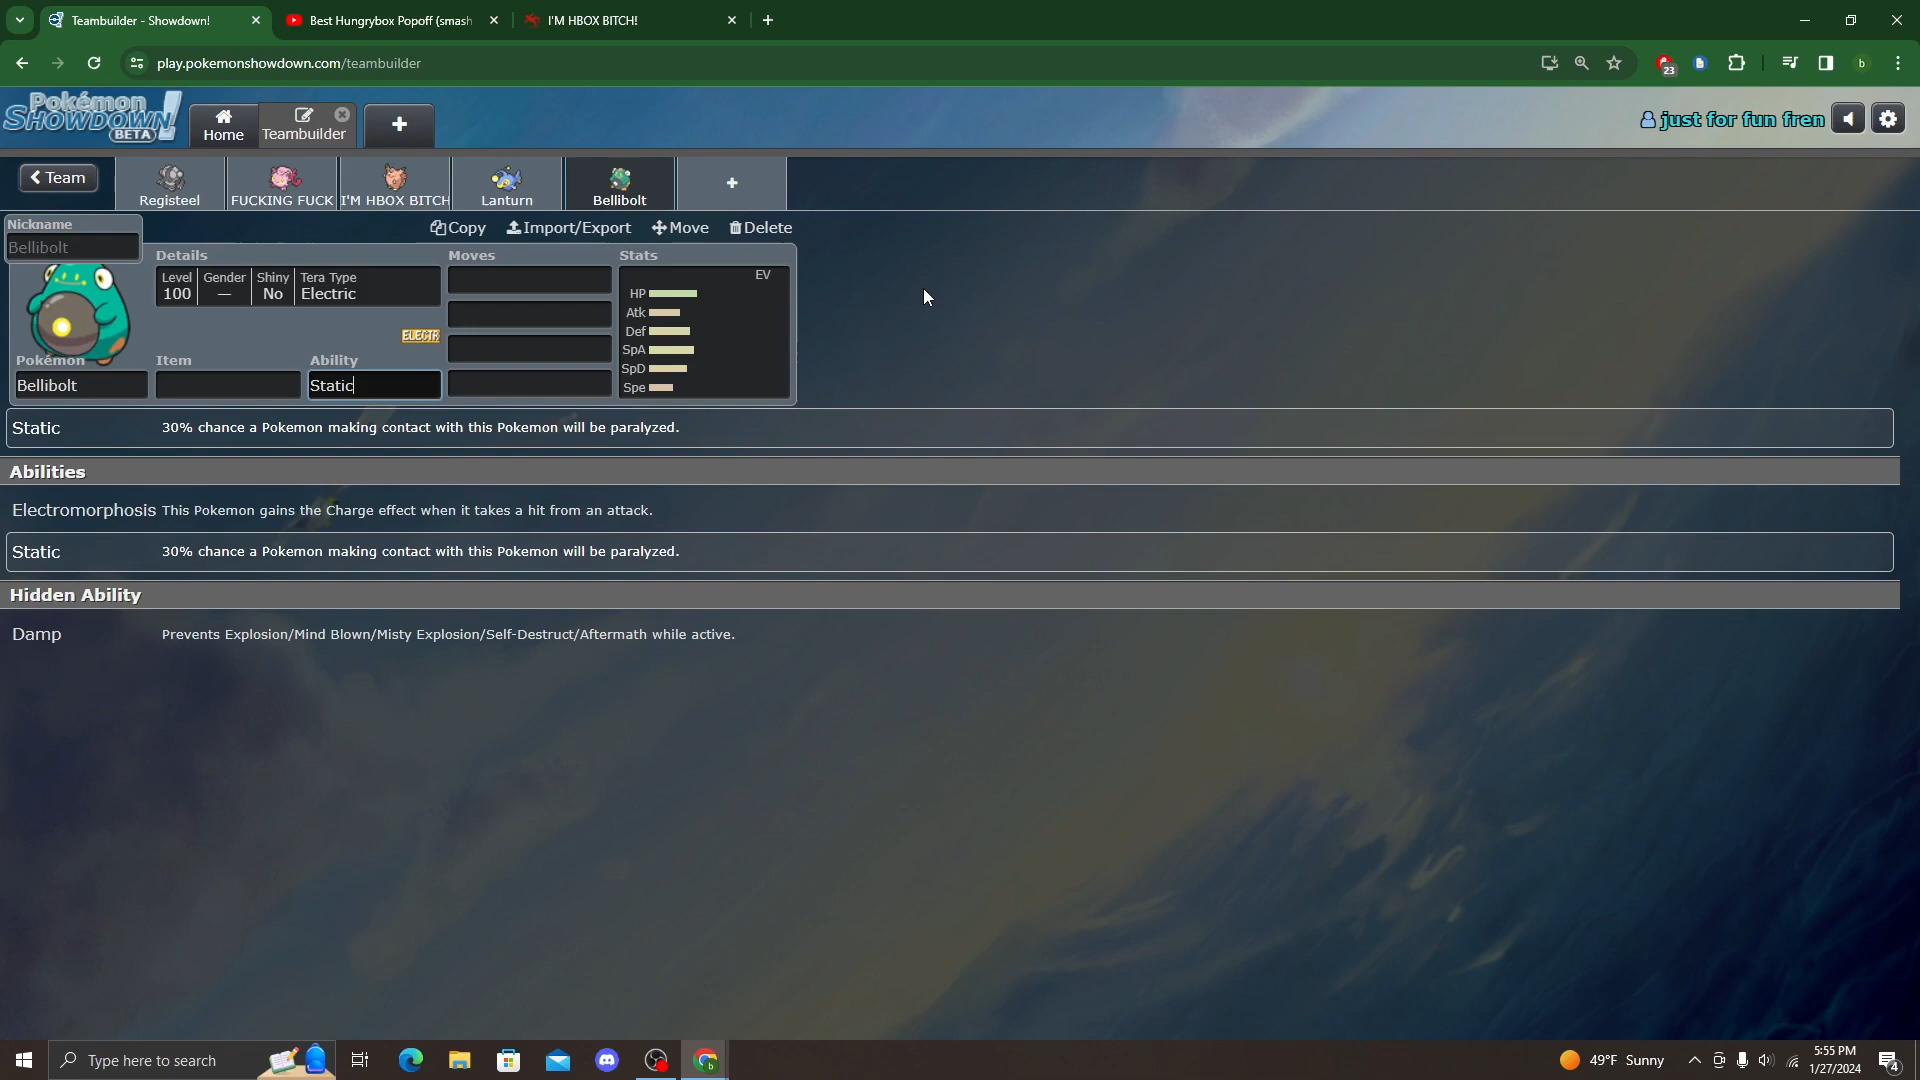 Teambuilder - Showdown!
Best Hungrybox Popoff (smash
I'M HBOX BITCH!
play.pokemonshowdown.com/teambuilder
23
b
Pokémon
SHOWDOWN!
BETA
Home
Teambuilder
just for fun fren
Team
Registeel
FUCKING FUCK
I'M HBOX BITCH
Lanturn
Bellibolt
Nickname
Bellibolt
Copy
Import/Export
Move
Delete
Details
Moves
Stats
Level
Gender
Shiny
Tera Type
100
—
No
Electric
EV
HP
Atk
Def
SpA
SpD
Spe
ELECTR
Pokémon
Item
Ability
Bellibolt
Static
Static 30% chance a Pokemon making contact with this Pokemon will be paralyzed.
Abilities
Electromorphosis This Pokemon gains the Charge effect when it takes a hit from an attack.
Static 30% chance a Pokemon making contact with this Pokemon will be paralyzed.
Hidden Ability
Damp Prevents Explosion/Mind Blown/Misty Explosion/Self-Destruct/Aftermath while active.
Type here to search
49°F Sunny
5:55 PM
1/27/2024
4